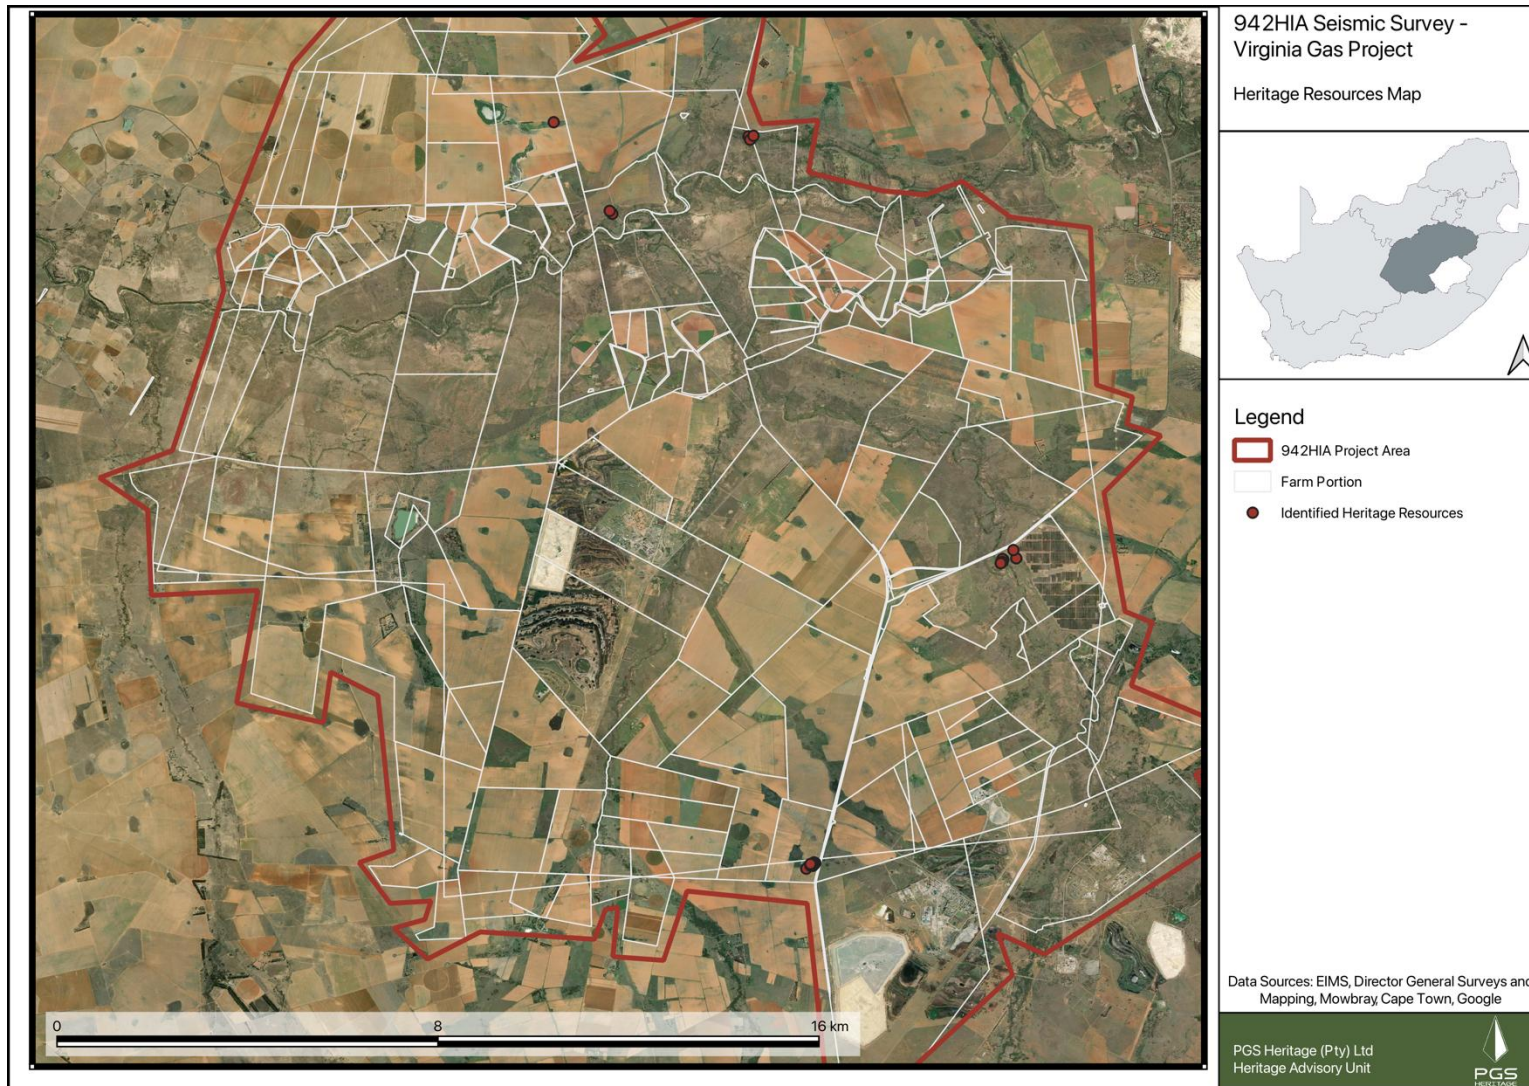 942HIA Seismic Survey -
Virginia Gas Project
Heritage Resources Map
Legend
942HIA Project Area
Farm Portion
Identified Heritage Resources
0 8 16 km
Data Sources: EIMS, Director General Surveys and
Mapping, Mowbray, Cape Town, Google
PGS Heritage (Pty) Ltd
Heritage Advisory Unit
PGS
HERITAGE